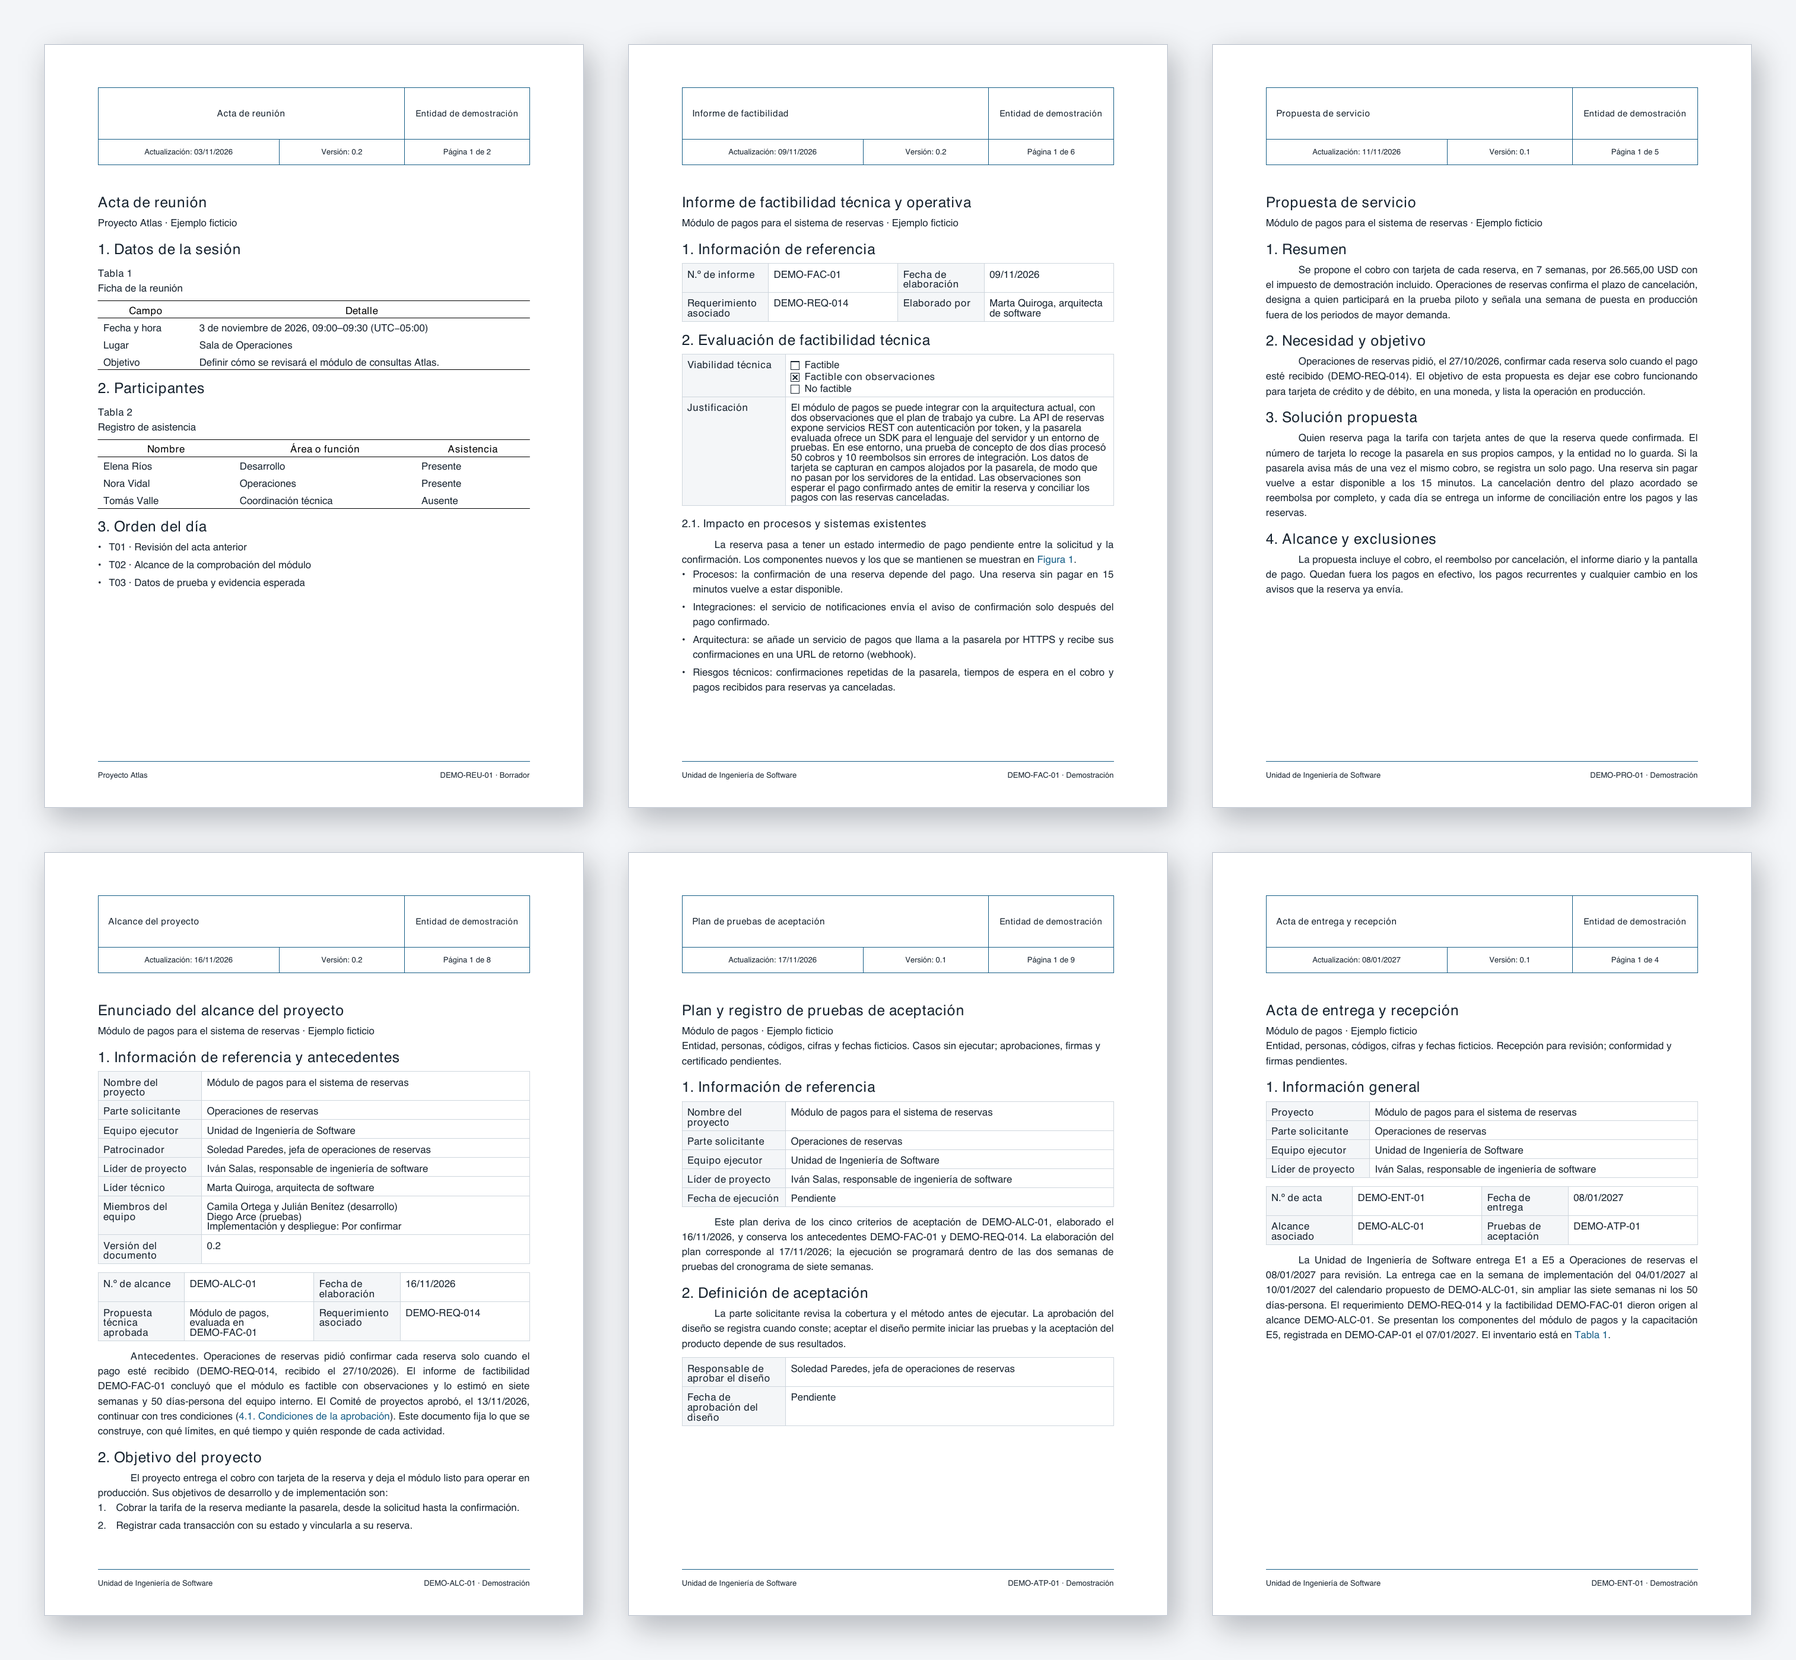 Acta de reunión
Entidad de demostración
Actualización: 03/11/2026
Versión: 0.2
Página 1 de 2
Acta de reunión
Proyecto Atlas · Ejemplo ficticio
1. Datos de la sesión
Tabla 1
Ficha de la reunión
Campo Detalle
Fecha y hora 3 de noviembre de 2026, 09:00–09:30 (UTC−05:00)
Lugar Sala de Operaciones
Objetivo Definir cómo se revisará el módulo de consultas Atlas.
2. Participantes
Tabla 2
Registro de asistencia
Nombre Área o función Asistencia
Elena Ríos Desarrollo Presente
Nora Vidal Operaciones Presente
Tomás Valle Coordinación técnica Ausente
3. Orden del día
• T01 · Revisión del acta anterior
• T02 · Alcance de la comprobación del módulo
• T03 · Datos de prueba y evidencia esperada
Proyecto Atlas
DEMO-REU-01 · Borrador
Informe de factibilidad
Entidad de demostración
Actualización: 09/11/2026
Versión: 0.2
Página 1 de 6
Informe de factibilidad técnica y operativa
Módulo de pagos para el sistema de reservas · Ejemplo ficticio
1. Información de referencia
N.º de informe DEMO-FAC-01 Fecha de
elaboración 09/11/2026
Requerimiento
asociado DEMO-REQ-014 Elaborado por Marta Quiroga, arquitecta
de software
2. Evaluación de factibilidad técnica
Viabilidad técnica ☐ Factible
☒ Factible con observaciones
☐ No factible
Justificación El módulo de pagos se puede integrar con la arquitectura actual, con
dos observaciones que el plan de trabajo ya cubre. La API de reservas
expone servicios REST con autenticación por token, y la pasarela
evaluada ofrece un SDK para el lenguaje del servidor y un entorno de
pruebas. En ese entorno, una prueba de concepto de dos días procesó
50 cobros y 10 reembolsos sin errores de integración. Los datos de
tarjeta se capturan en campos alojados por la pasarela, de modo que
no pasan por los servidores de la entidad. Las observaciones son
esperar el pago confirmado antes de emitir la reserva y conciliar los
pagos con las reservas canceladas.
2.1. Impacto en procesos y sistemas existentes
La reserva pasa a tener un estado intermedio de pago pendiente entre la solicitud y la
confirmación. Los componentes nuevos y los que se mantienen se muestran en Figura 1.
• Procesos: la confirmación de una reserva depende del pago. Una reserva sin pagar en 15
minutos vuelve a estar disponible.
• Integraciones: el servicio de notificaciones envía el aviso de confirmación solo después del
pago confirmado.
• Arquitectura: se añade un servicio de pagos que llama a la pasarela por HTTPS y recibe sus
confirmaciones en una URL de retorno (webhook).
• Riesgos técnicos: confirmaciones repetidas de la pasarela, tiempos de espera en el cobro y
pagos recibidos para reservas ya canceladas.
Unidad de Ingeniería de Software
DEMO-FAC-01 · Demostración
Propuesta de servicio
Entidad de demostración
Actualización: 11/11/2026
Versión: 0.1
Página 1 de 5
Propuesta de servicio
Módulo de pagos para el sistema de reservas · Ejemplo ficticio
1. Resumen
Se propone el cobro con tarjeta de cada reserva, en 7 semanas, por 26.565,00 USD con
el impuesto de demostración incluido. Operaciones de reservas confirma el plazo de cancelación,
designa a quien participará en la prueba piloto y señala una semana de puesta en producción
fuera de los periodos de mayor demanda.
2. Necesidad y objetivo
Operaciones de reservas pidió, el 27/10/2026, confirmar cada reserva solo cuando el pago
esté recibido (DEMO-REQ-014). El objetivo de esta propuesta es dejar ese cobro funcionando
para tarjeta de crédito y de débito, en una moneda, y lista la operación en producción.
3. Solución propuesta
Quien reserva paga la tarifa con tarjeta antes de que la reserva quede confirmada. El
número de tarjeta lo recoge la pasarela en sus propios campos, y la entidad no lo guarda. Si la
pasarela avisa más de una vez el mismo cobro, se registra un solo pago. Una reserva sin pagar
vuelve a estar disponible a los 15 minutos. La cancelación dentro del plazo acordado se
reembolsa por completo, y cada día se entrega un informe de conciliación entre los pagos y las
reservas.
4. Alcance y exclusiones
La propuesta incluye el cobro, el reembolso por cancelación, el informe diario y la pantalla
de pago. Quedan fuera los pagos en efectivo, los pagos recurrentes y cualquier cambio en los
avisos que la reserva ya envía.
Unidad de Ingeniería de Software
DEMO-PRO-01 · Demostración
Alcance del proyecto
Entidad de demostración
Actualización: 16/11/2026
Versión: 0.2
Página 1 de 8
Enunciado del alcance del proyecto
Módulo de pagos para el sistema de reservas · Ejemplo ficticio
1. Información de referencia y antecedentes
Nombre del
proyecto Módulo de pagos para el sistema de reservas
Parte solicitante Operaciones de reservas
Equipo ejecutor Unidad de Ingeniería de Software
Patrocinador Soledad Paredes, jefa de operaciones de reservas
Líder de proyecto Iván Salas, responsable de ingeniería de software
Líder técnico Marta Quiroga, arquitecta de software
Miembros del
equipo Camila Ortega y Julián Benítez (desarrollo)
Diego Arce (pruebas)
Implementación y despliegue: Por confirmar
Versión del
documento 0.2
N.º de alcance DEMO-ALC-01 Fecha de
elaboración 16/11/2026
Propuesta
técnica
aprobada Módulo de pagos,
evaluada en
DEMO-FAC-01 Requerimiento
asociado DEMO-REQ-014
Antecedentes. Operaciones de reservas pidió confirmar cada reserva solo cuando el
pago esté recibido (DEMO-REQ-014, recibido el 27/10/2026). El informe de factibilidad
DEMO-FAC-01 concluyó que el módulo es factible con observaciones y lo estimó en siete
semanas y 50 días-persona del equipo interno. El Comité de proyectos aprobó, el 13/11/2026,
continuar con tres condiciones (4.1. Condiciones de la aprobación). Este documento fija lo que se
construye, con qué límites, en qué tiempo y quién responde de cada actividad.
2. Objetivo del proyecto
El proyecto entrega el cobro con tarjeta de la reserva y deja el módulo listo para operar en
producción. Sus objetivos de desarrollo y de implementación son:
1. Cobrar la tarifa de la reserva mediante la pasarela, desde la solicitud hasta la confirmación.
2. Registrar cada transacción con su estado y vincularla a su reserva.
Unidad de Ingeniería de Software
DEMO-ALC-01 · Demostración
Plan de pruebas de aceptación
Entidad de demostración
Actualización: 17/11/2026
Versión: 0.1
Página 1 de 9
Plan y registro de pruebas de aceptación
Módulo de pagos · Ejemplo ficticio
Entidad, personas, códigos, cifras y fechas ficticios. Casos sin ejecutar; aprobaciones, firmas y
certificado pendientes.
1. Información de referencia
Nombre del
proyecto Módulo de pagos para el sistema de reservas
Parte solicitante Operaciones de reservas
Equipo ejecutor Unidad de Ingeniería de Software
Líder de proyecto Iván Salas, responsable de ingeniería de software
Fecha de ejecución Pendiente
Este plan deriva de los cinco criterios de aceptación de DEMO-ALC-01, elaborado el
16/11/2026, y conserva los antecedentes DEMO-FAC-01 y DEMO-REQ-014. La elaboración del
plan corresponde al 17/11/2026; la ejecución se programará dentro de las dos semanas de
pruebas del cronograma de siete semanas.
2. Definición de aceptación
La parte solicitante revisa la cobertura y el método antes de ejecutar. La aprobación del
diseño se registra cuando conste; aceptar el diseño permite iniciar las pruebas y la aceptación del
producto depende de sus resultados.
Responsable de
aprobar el diseño Soledad Paredes, jefa de operaciones de reservas
Fecha de
aprobación del
diseño Pendiente
Unidad de Ingeniería de Software
DEMO-ATP-01 · Demostración
Acta de entrega y recepción
Entidad de demostración
Actualización: 08/01/2027
Versión: 0.1
Página 1 de 4
Acta de entrega y recepción
Módulo de pagos · Ejemplo ficticio
Entidad, personas, códigos, cifras y fechas ficticios. Recepción para revisión; conformidad y
firmas pendientes.
1. Información general
Proyecto Módulo de pagos para el sistema de reservas
Parte solicitante Operaciones de reservas
Equipo ejecutor Unidad de Ingeniería de Software
Líder de proyecto Iván Salas, responsable de ingeniería de software
N.º de acta DEMO-ENT-01 Fecha de
entrega 08/01/2027
Alcance
asociado DEMO-ALC-01 Pruebas de
aceptación DEMO-ATP-01
La Unidad de Ingeniería de Software entrega E1 a E5 a Operaciones de reservas el
08/01/2027 para revisión. La entrega cae en la semana de implementación del 04/01/2027 al
10/01/2027 del calendario propuesto de DEMO-ALC-01, sin ampliar las siete semanas ni los 50
días-persona. El requerimiento DEMO-REQ-014 y la factibilidad DEMO-FAC-01 dieron origen al
alcance DEMO-ALC-01. Se presentan los componentes del módulo de pagos y la capacitación
E5, registrada en DEMO-CAP-01 el 07/01/2027. El inventario está en Tabla 1.
Unidad de Ingeniería de Software
DEMO-ENT-01 · Demostración